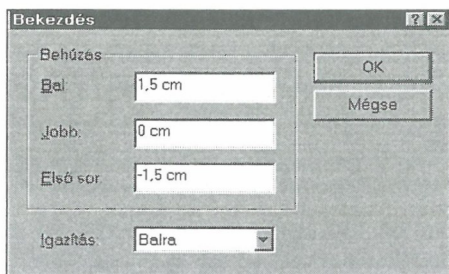 Bekezdés
Behúzás
Bal: 1,5 cm
Jobb: 0 cm
Első sor: -1,5 cm
Igazítás: Balra
OK
Mégse